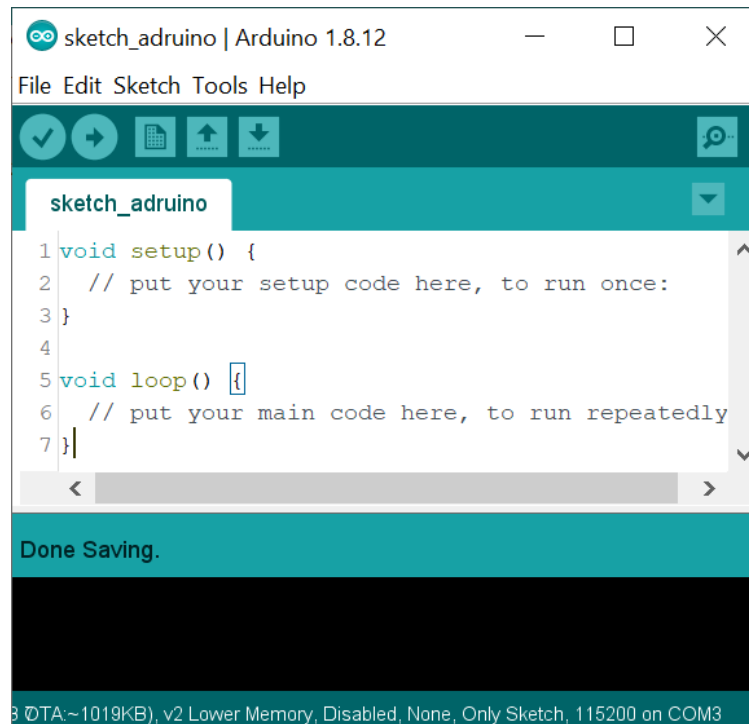 sketch_adruino | Arduino 1.8.12
File Edit Sketch Tools Help
sketch_adruino
1 void setup() {
2 // put your setup code here, to run once:
3 }
4
5 void loop() {
6 // put your main code here, to run repeatedly
7 }
Done Saving.
OTA:~1019KB), v2 Lower Memory, Disabled, None, Only Sketch, 115200 on COM3